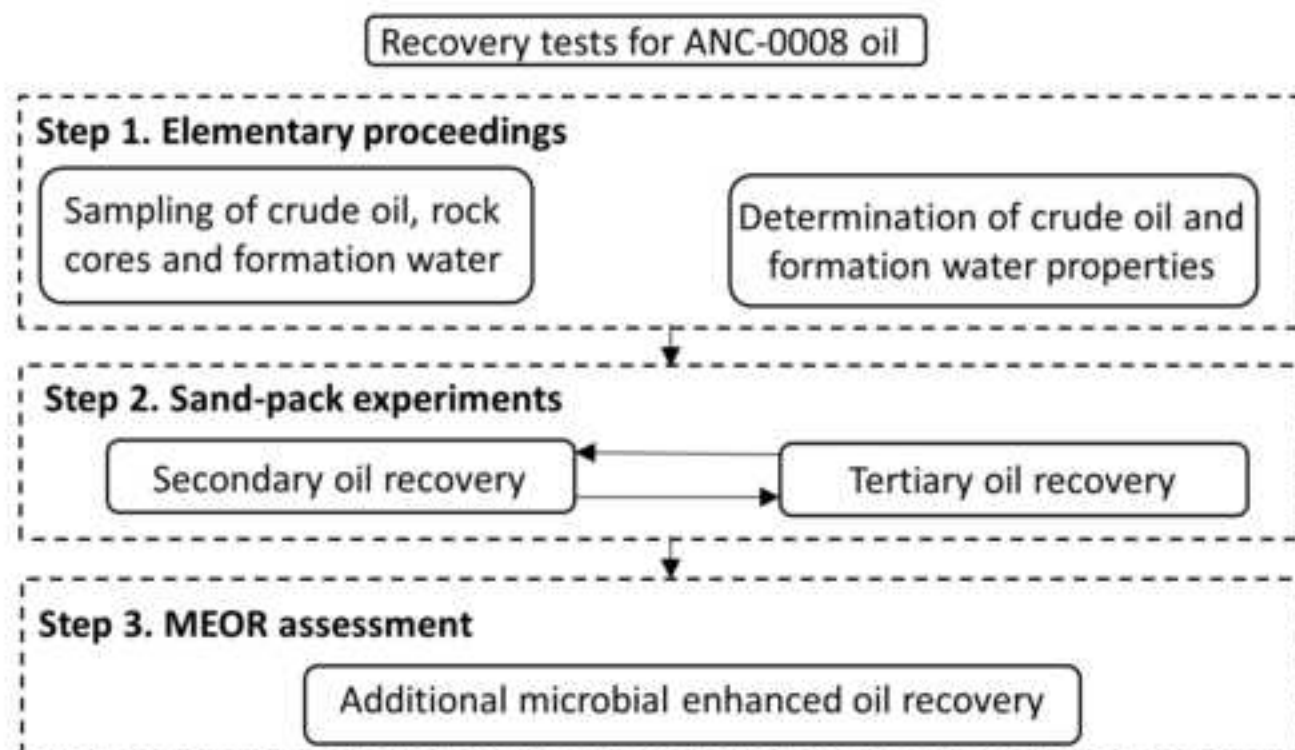 Recovery tests for ANC-0008 oil
Step 1. Elementary proceedings
Sampling of crude oil, rock
cores and formation water
Determination of crude oil and
formation water properties
Step 2. Sand-pack experiments
Secondary oil recovery
Tertiary oil recovery
Step 3. MEOR assessment
Additional microbial enhanced oil recovery